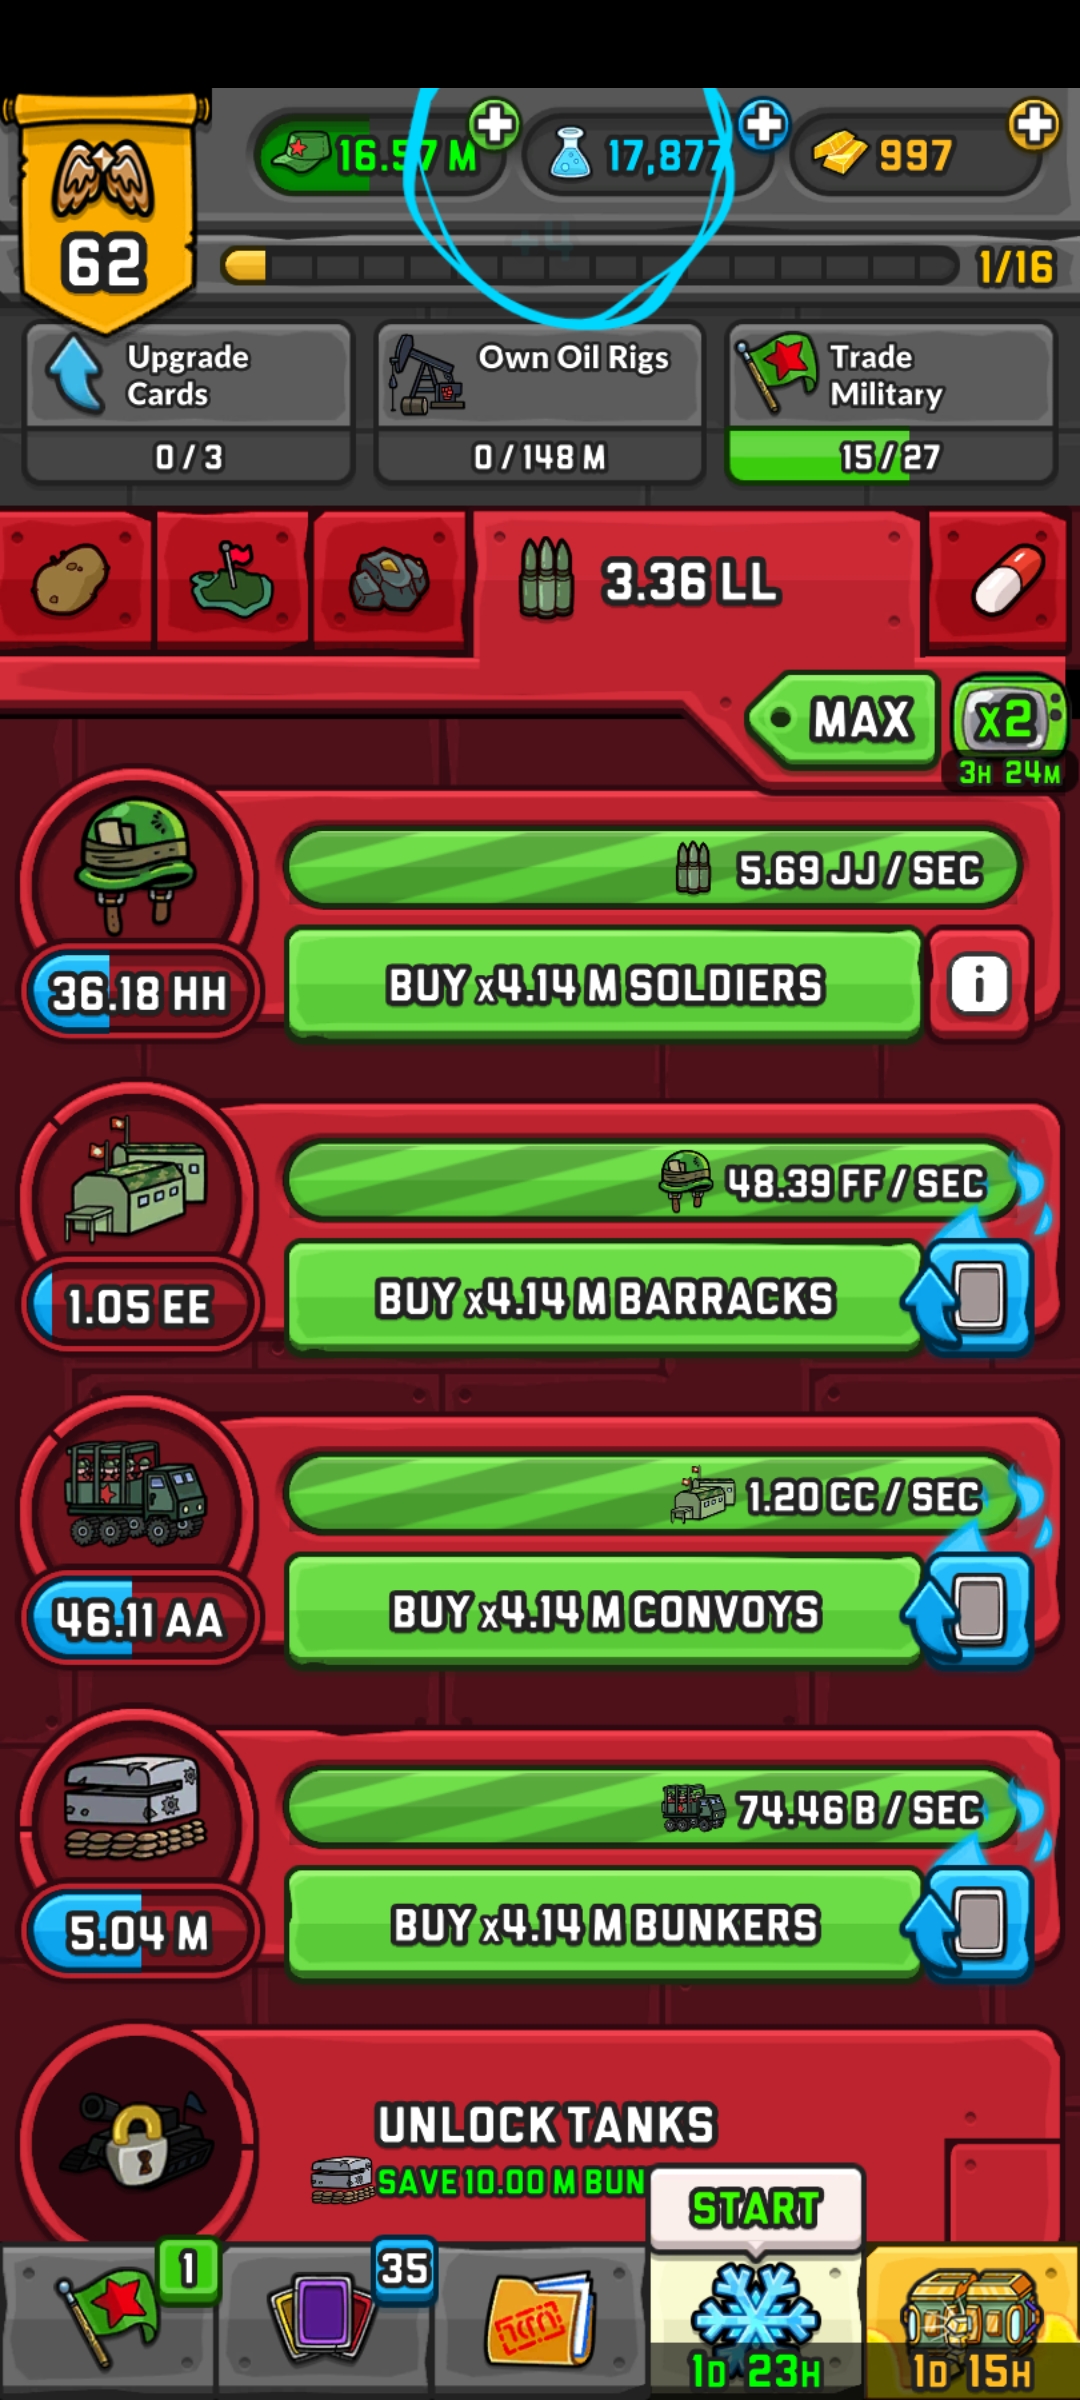 16.57 M
17,877
997
62
+4
1/16
Upgrade Cards
0 / 3
Own Oil Rigs
0 / 148 M
Trade Military
15 / 27
3.36 LL
MAX
x2
3H 24M
5.69 JJ / SEC
36.18 HH
BUY x4.14 M SOLDIERS
i
48.39 FF / SEC
1.05 EE
BUY x4.14 M BARRACKS
1.20 CC / SEC
46.11 AA
BUY x4.14 M CONVOYS
74.46 B / SEC
5.04 M
BUY x4.14 M BUNKERS
UNLOCK TANKS
SAVE 10.00 M BUN
START
1
35
1D 23H
1D 15H